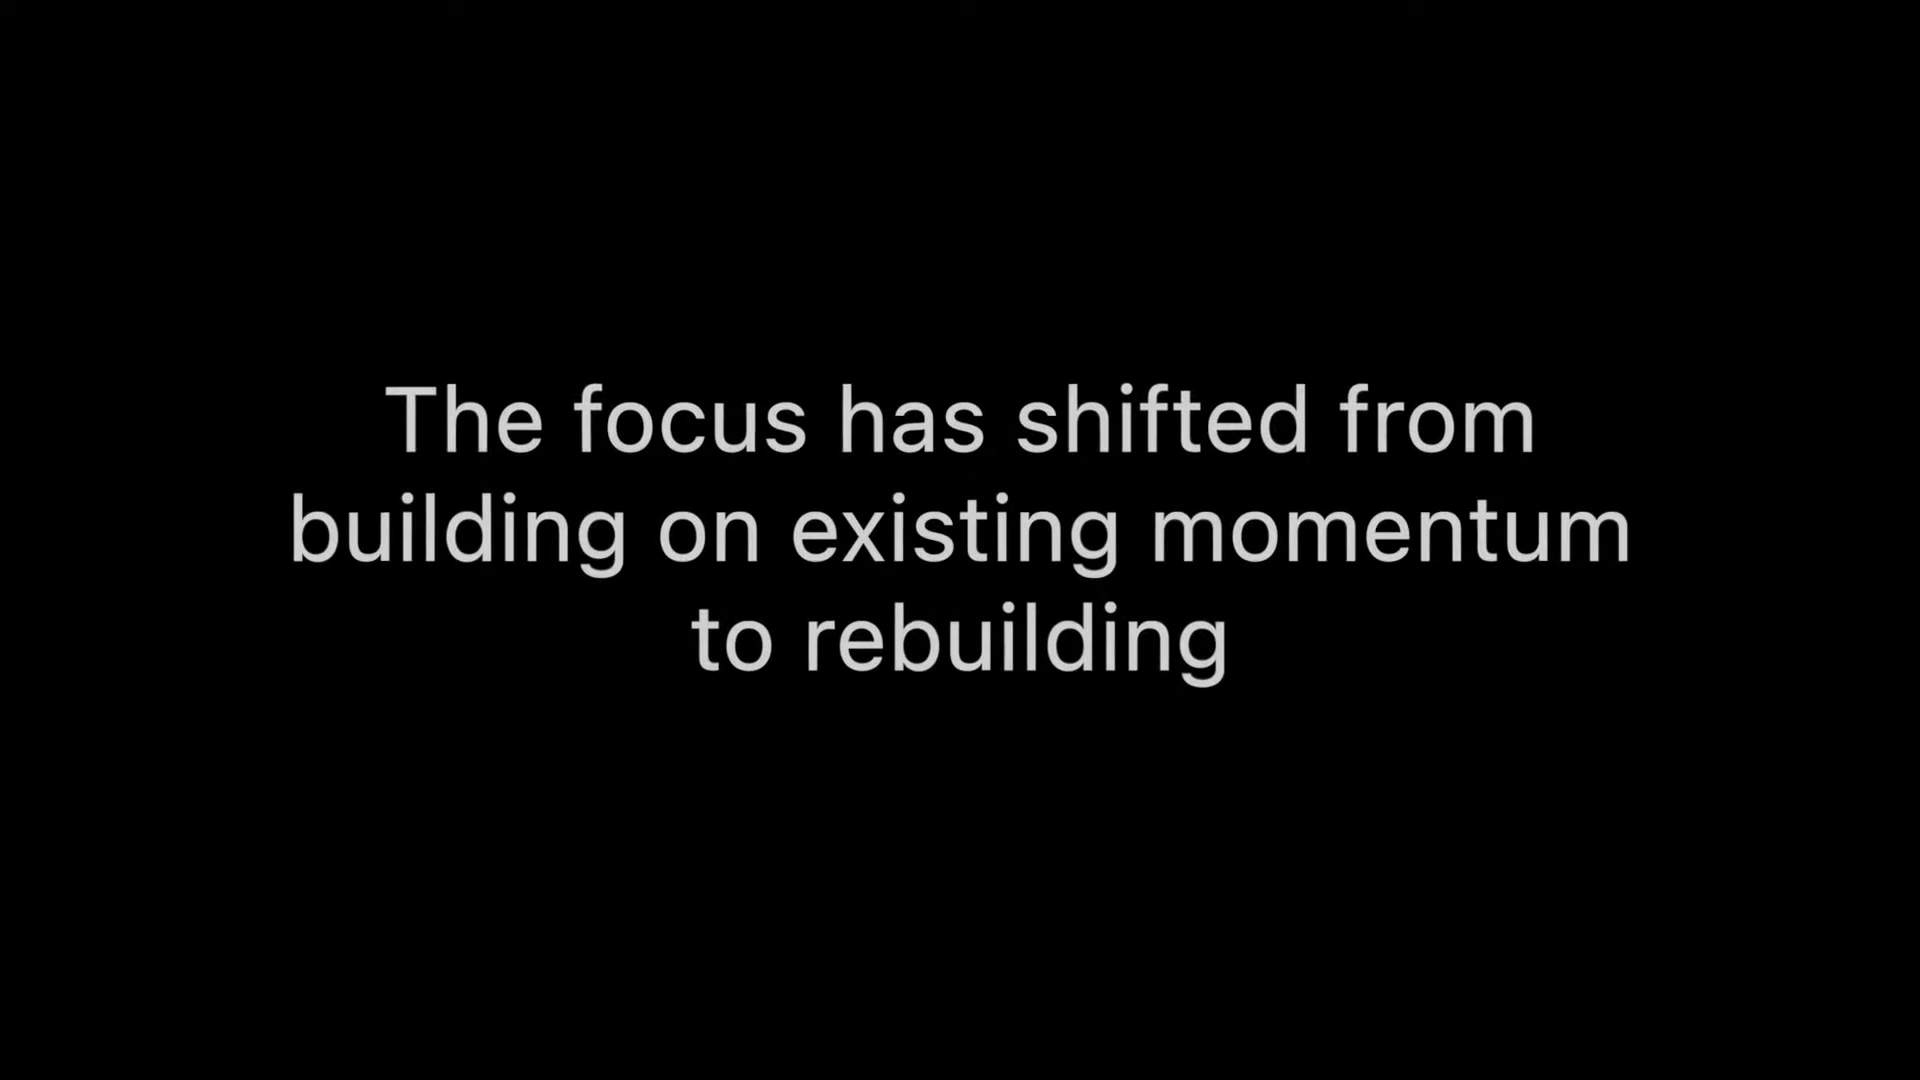 The focus has shifted from
building on existing momentum
to rebuilding